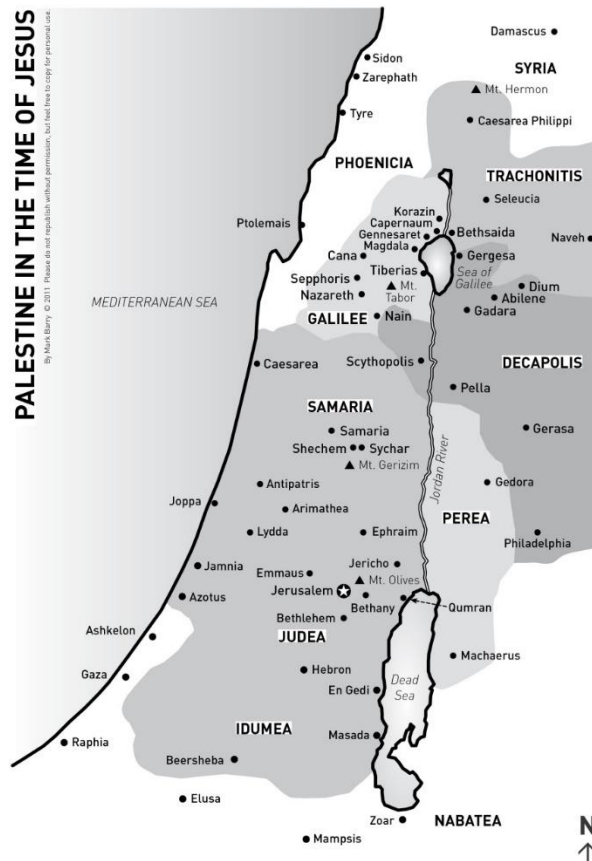 PALESTINE IN THE TIME OF JESUS
By Mark Barry © 2011 Please do not republish without permission, but feel free to copy for personal use.
Damascus
Sidon
SYRIA
Zarephath
Mt. Hermon
Tyre
Caesarea Philippi
PHOENICIA
TRACHONITIS
Seleucia
Korazin
Ptolemais
Capernaum
Bethsaida
Gennesaret
Naveh
Magdala
Cana
Gergesa
Tiberias
Sea of
Galilee
Sepphoris
Mt.
Tabor
Dium
Nazareth
Abilene
MEDITERRANEAN SEA
GALILEE
Nain
Gadara
Caesarea
Scythopolis
DECAPOLIS
Pella
SAMARIA
Samaria
Gerasa
Shechem
Sychar
Mt. Gerizim
Jordan River
Antipatris
Gedora
Joppa
Arimathea
PEREA
Lydda
Ephraim
Philadelphia
Jamnia
Jericho
Emmaus
Mt. Olives
Jerusalem
Azotus
Bethany
Qumran
Bethlehem
Ashkelon
JUDEA
Machaerus
Hebron
Gaza
Dead
Sea
En Gedi
IDUMEA
Masada
Raphia
Beersheba
Elusa
Zoar
NABATEA
N
Mampsis